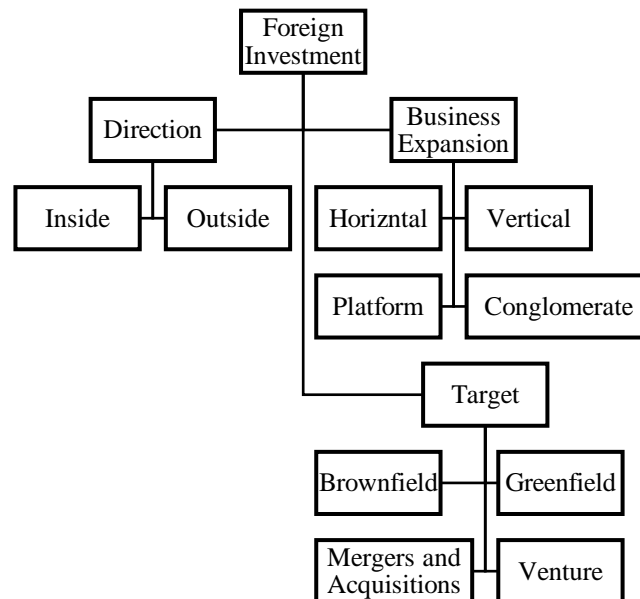 Foreign
Investment
Direction
Business
Expansion
Inside
Outside
Horizntal
Vertical
Platform
Conglomerate
Target
Brownfield
Greenfield
Mergers and
Acquisitions
Venture